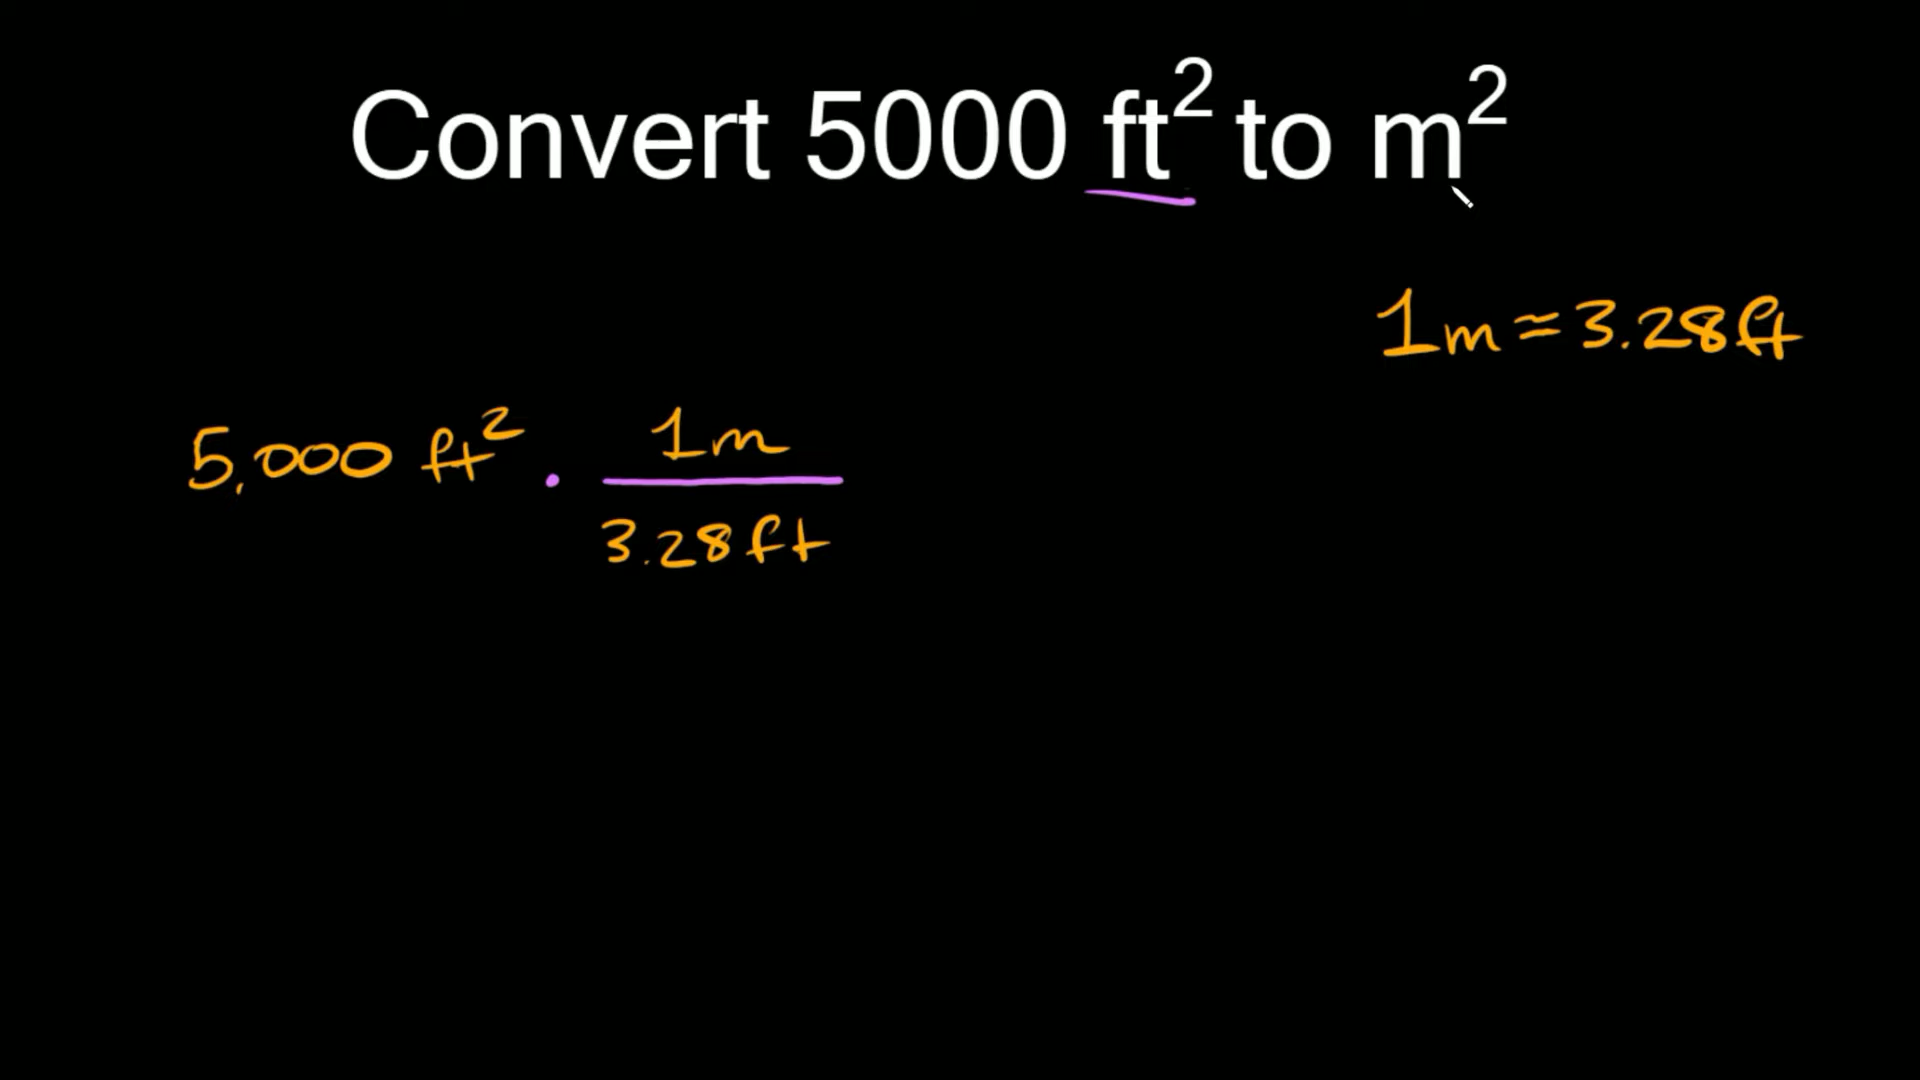 Convert 5000 ft² to m²
1m ≈ 3.28ft
5,000 ft² · 1m
3.28ft